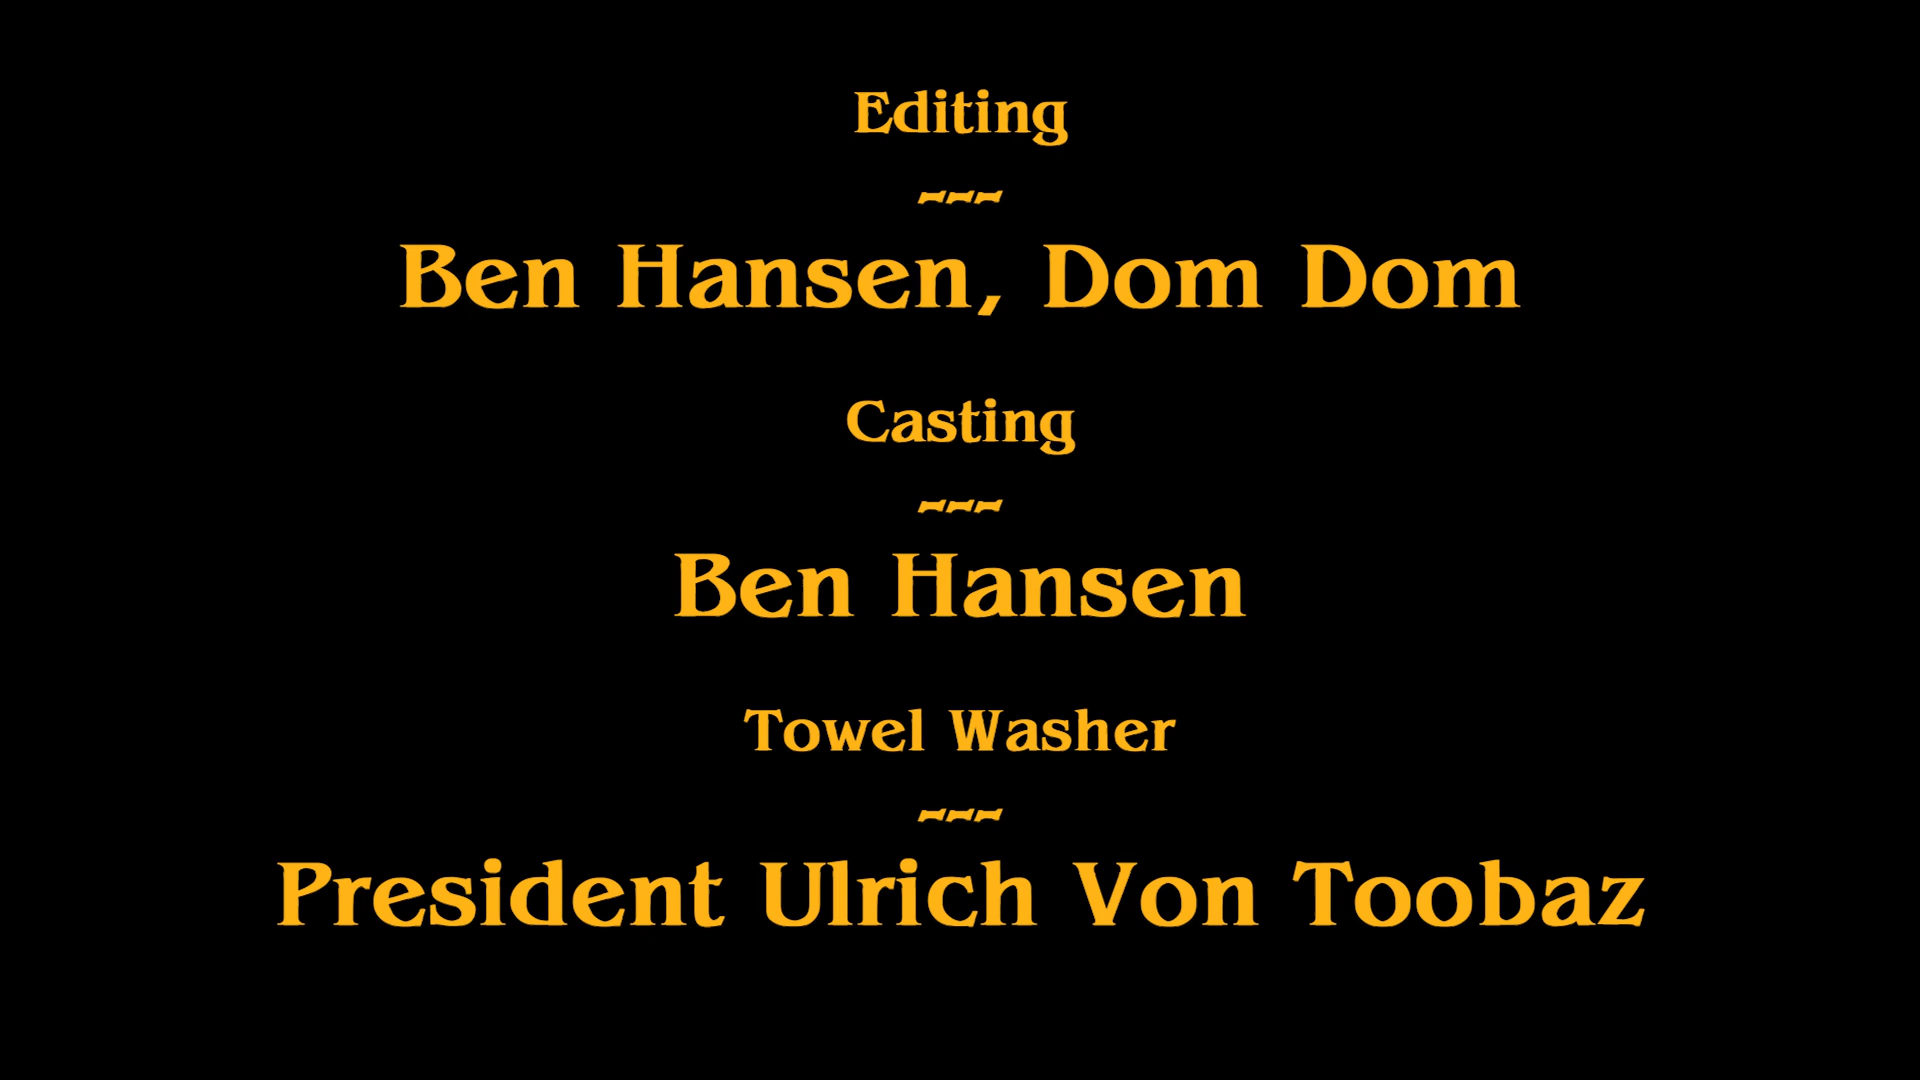 Editing
~~~
Ben Hansen, Dom Dom
Casting
~~~
Ben Hansen
Towel Washer
~~~
President Ulrich Von Toobaz